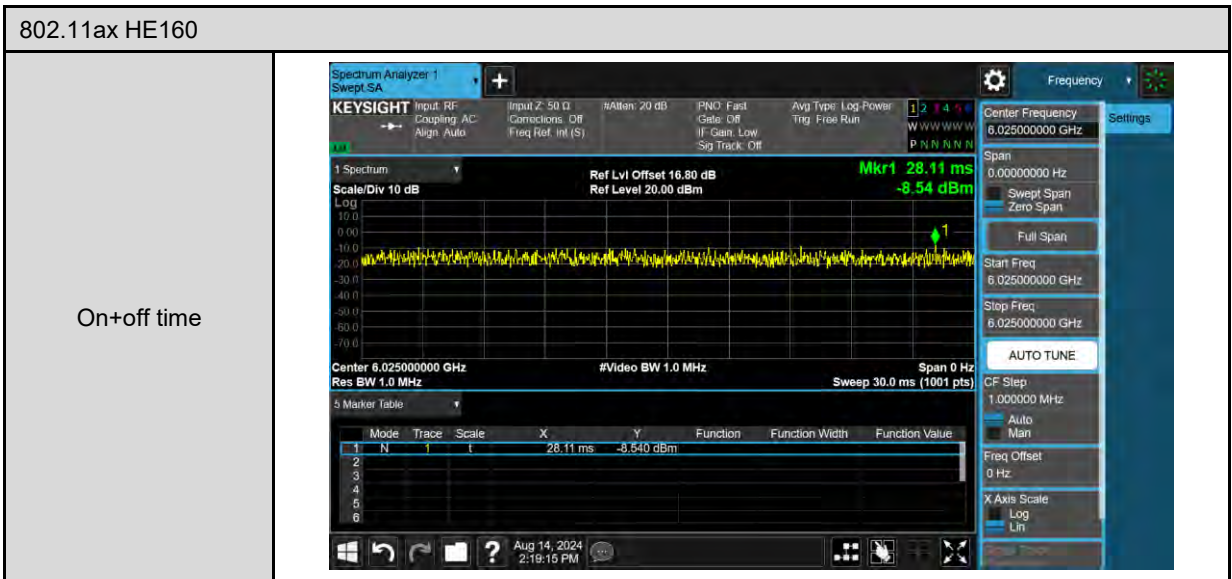 802.11ax HE160
On+off time
Spectrum Analyzer 1
Swept SA
Frequency
KEYSIGHT
Input: RF
Coupling: AC
Align: Auto
Input Z: 50 Ω
Corrections: Off
Freq Ref: Int (S)
#Atten: 20 dB
PNO: Fast
Gate: Off
IF Gain: Low
Sig Track: Off
Avg Type: Log-Power
Trig: Free Run
1 2 3 4 5 6
W W W W W W
P N N N N N
1 Spectrum
Scale/Div 10 dB
Ref Lvl Offset 16.80 dB
Ref Level 20.00 dBm
Mkr1 28.11 ms
-8.54 dBm
Log
10.0
0.00
-10.0
-20.0
-30.0
-40.0
-50.0
-60.0
-70.0
1
Center 6.025000000 GHz
#Video BW 1.0 MHz
Span 0 Hz
Res BW 1.0 MHz
Sweep 30.0 ms (1001 pts)
5 Marker Table
Mode Trace Scale X Y Function Function Width Function Value
1 N 1 t 28.11 ms -8.540 dBm
2
3
4
5
6
Aug 14, 2024
2:19:15 PM
Center Frequency
6.025000000 GHz
Settings
Span
0.00000000 Hz
Swept Span
Zero Span
Full Span
Start Freq
6.025000000 GHz
Stop Freq
6.025000000 GHz
AUTO TUNE
CF Step
1.000000 MHz
Auto
Man
Freq Offset
0 Hz
X Axis Scale
Log
Lin